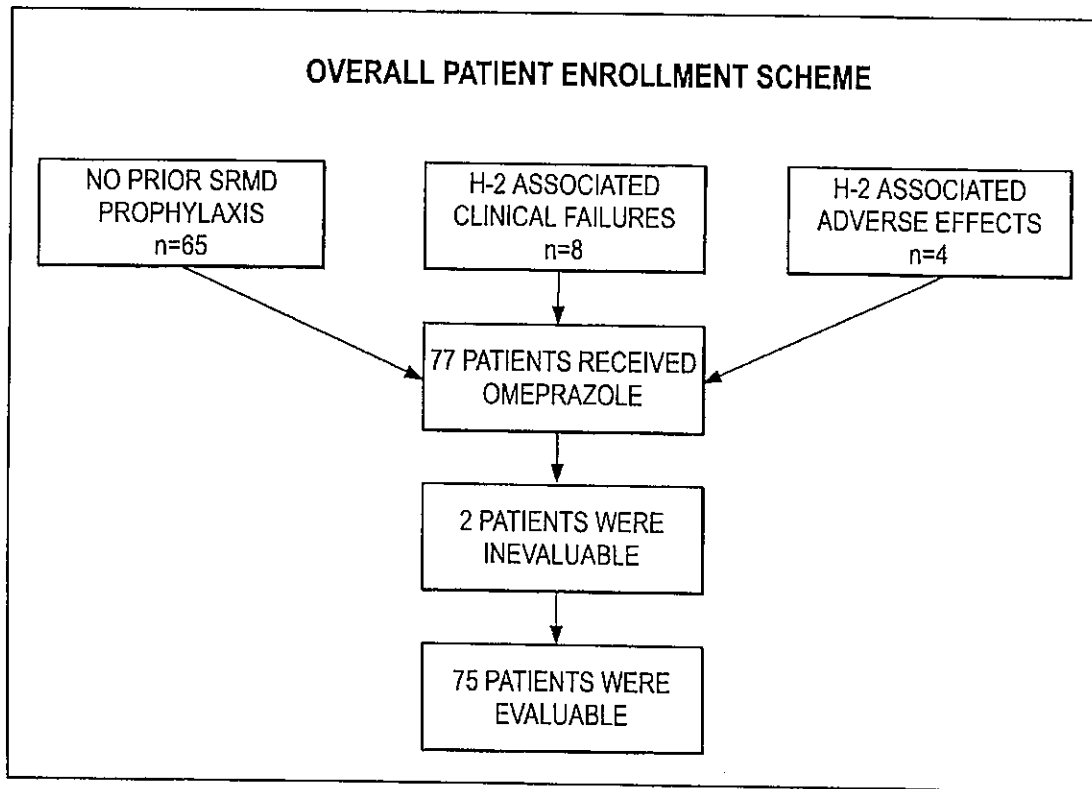 OVERALL PATIENT ENROLLMENT SCHEME
NO PRIOR SRMD
PROPHYLAXIS
n=65
H-2 ASSOCIATED
CLINICAL FAILURES
n=8
H-2 ASSOCIATED
ADVERSE EFFECTS
n=4
77 PATIENTS RECEIVED
OMEPRAZOLE
2 PATIENTS WERE
INEVALUABLE
75 PATIENTS WERE
EVALUABLE